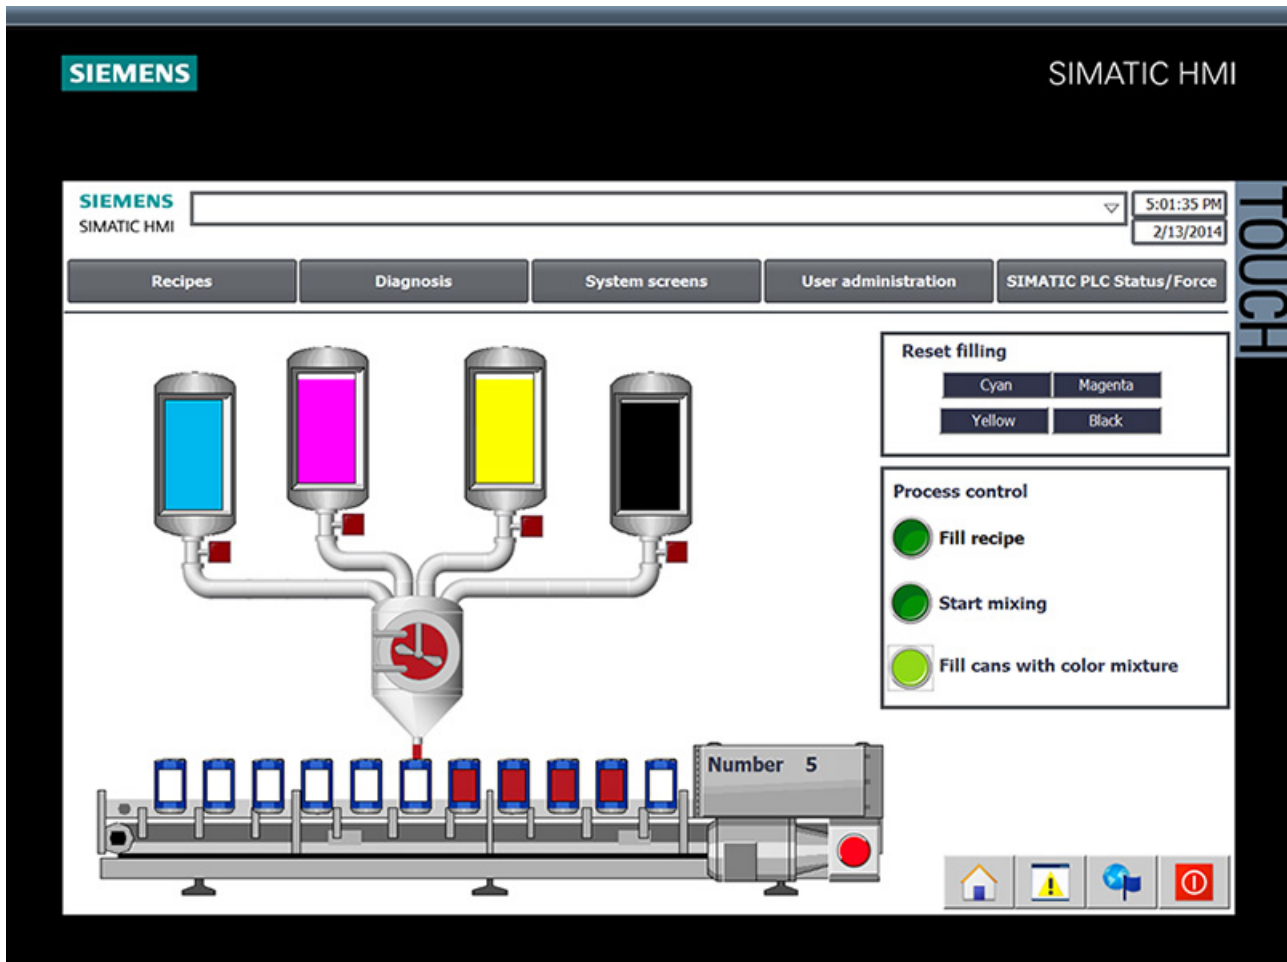 SIEMENS
SIMATIC HMI
TOUCH
SIEMENS
SIMATIC HMI
5:01:35 PM
2/13/2014
Recipes
Diagnosis
System screens
User administration
SIMATIC PLC Status/Force
Reset filling
Cyan
Magenta
Yellow
Black
Process control
Fill recipe
Start mixing
Fill cans with color mixture
Number 5